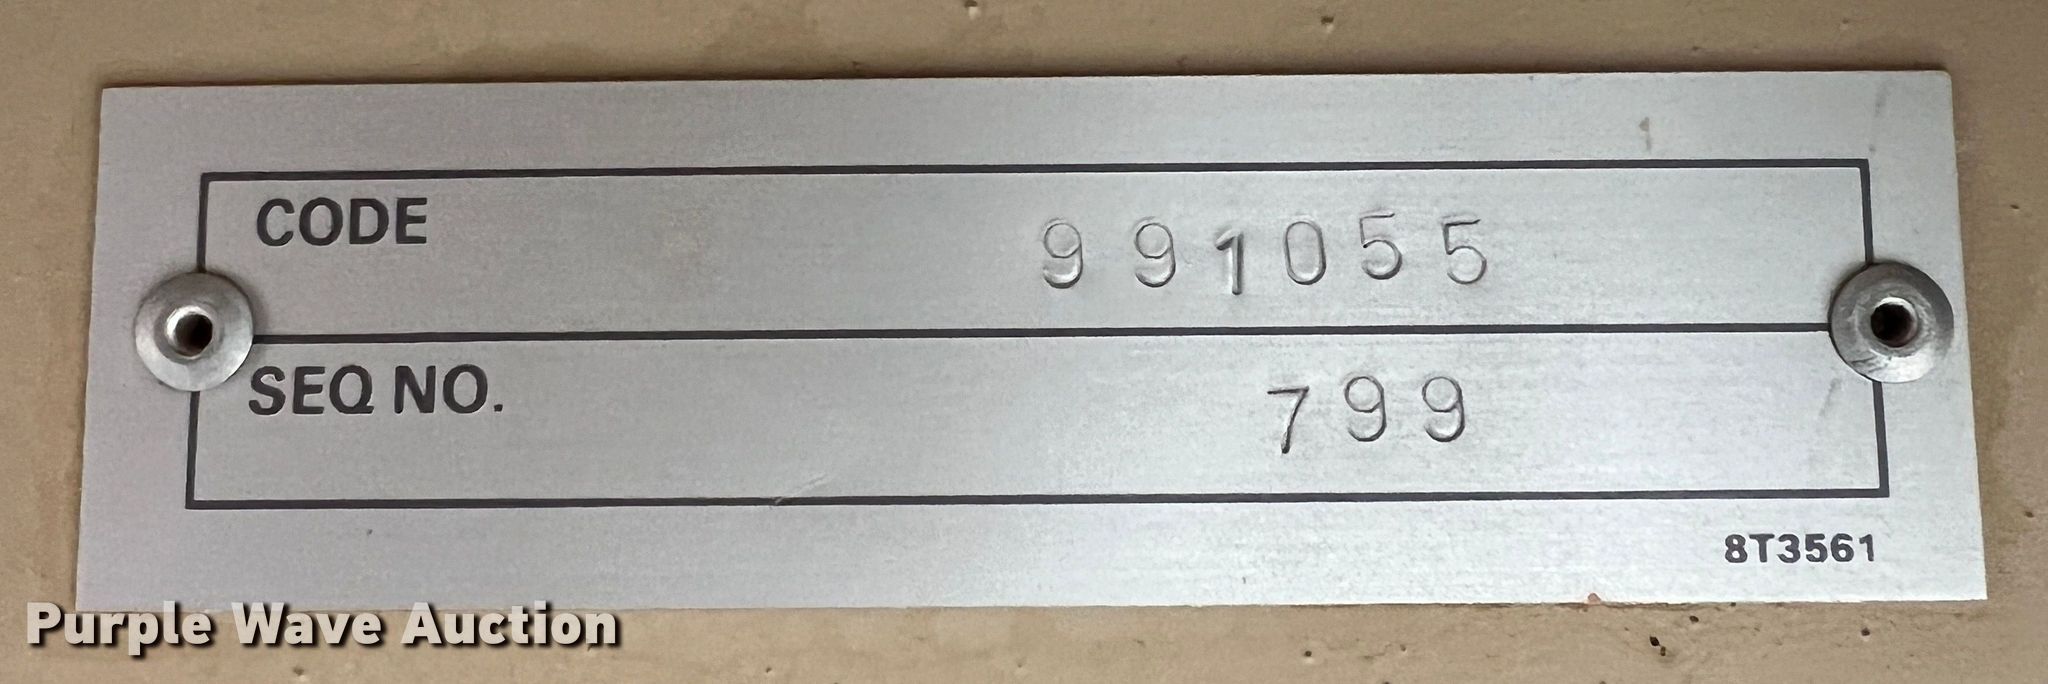 CODE 991055
SEQ NO. 799
8T3561
Purple Wave Auction